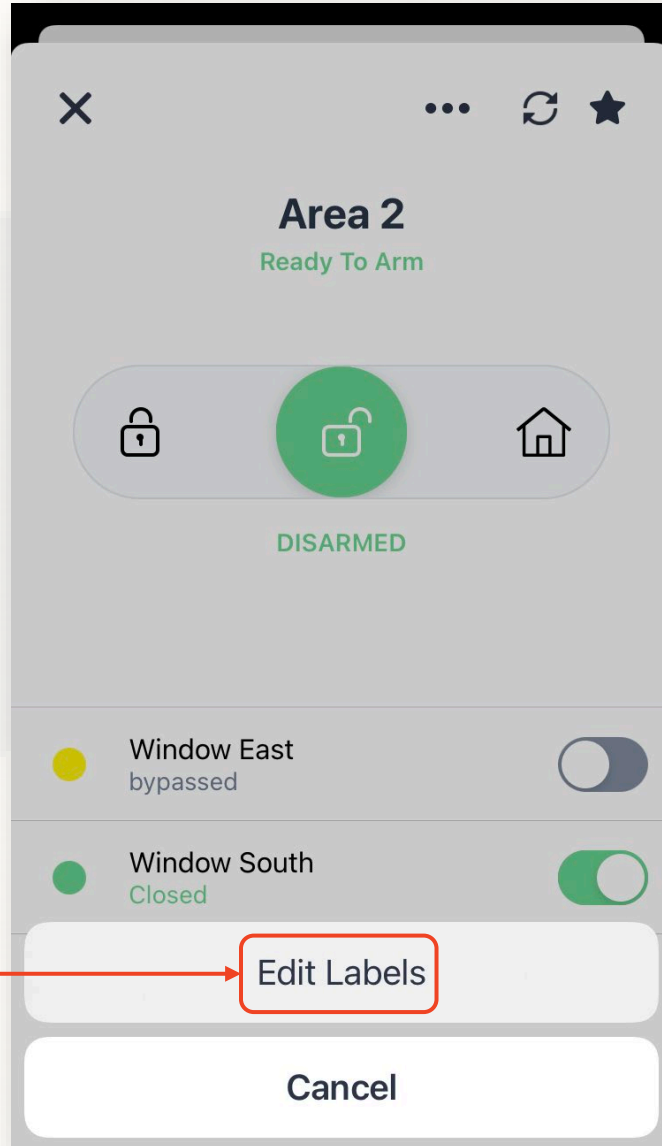 Area 2
Ready To Arm
DISARMED
Window East
bypassed
Window South
Closed
Edit Labels
Cancel